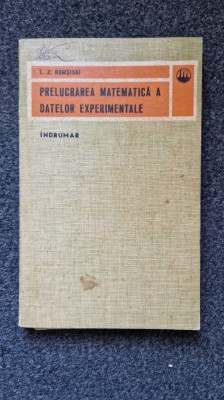 L. Z. RUMȘISKI
PRELUCRAREA MATEMATICĂ A
DATELOR EXPERIMENTALE
ÎNDRUMAR